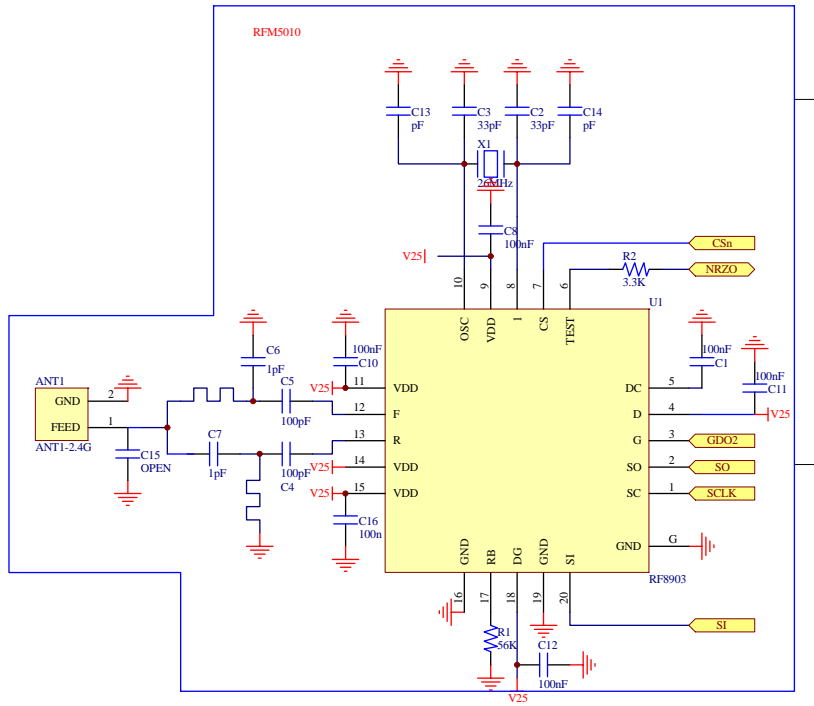 RFM5010
C13
pF
C3
33pF
C2
33pF
C14
pF
X1
26MHz
C8
100nF
V25
CSn
R2
3.3K
NRZO
10
9
8
7
6
U1
OSC
VDD
1
CS
TEST
100nF
C10
C6
1pF
100nF
C1
100nF
C11
ANT1
GND
2
FEED
1
ANT1-2.4G
C5
100pF
V25
11
VDD
DC
5
12
F
D
4
V25
C7
1pF
C15
OPEN
100pF
C4
13
R
G
3
GDO2
V25
14
VDD
SO
2
SO
V25
15
VDD
SC
1
SCLK
C16
100n
GND
RB
DG
GND
SI
GND
G
RF8903
16
17
18
19
20
R1
56K
C12
100nF
SI
V25